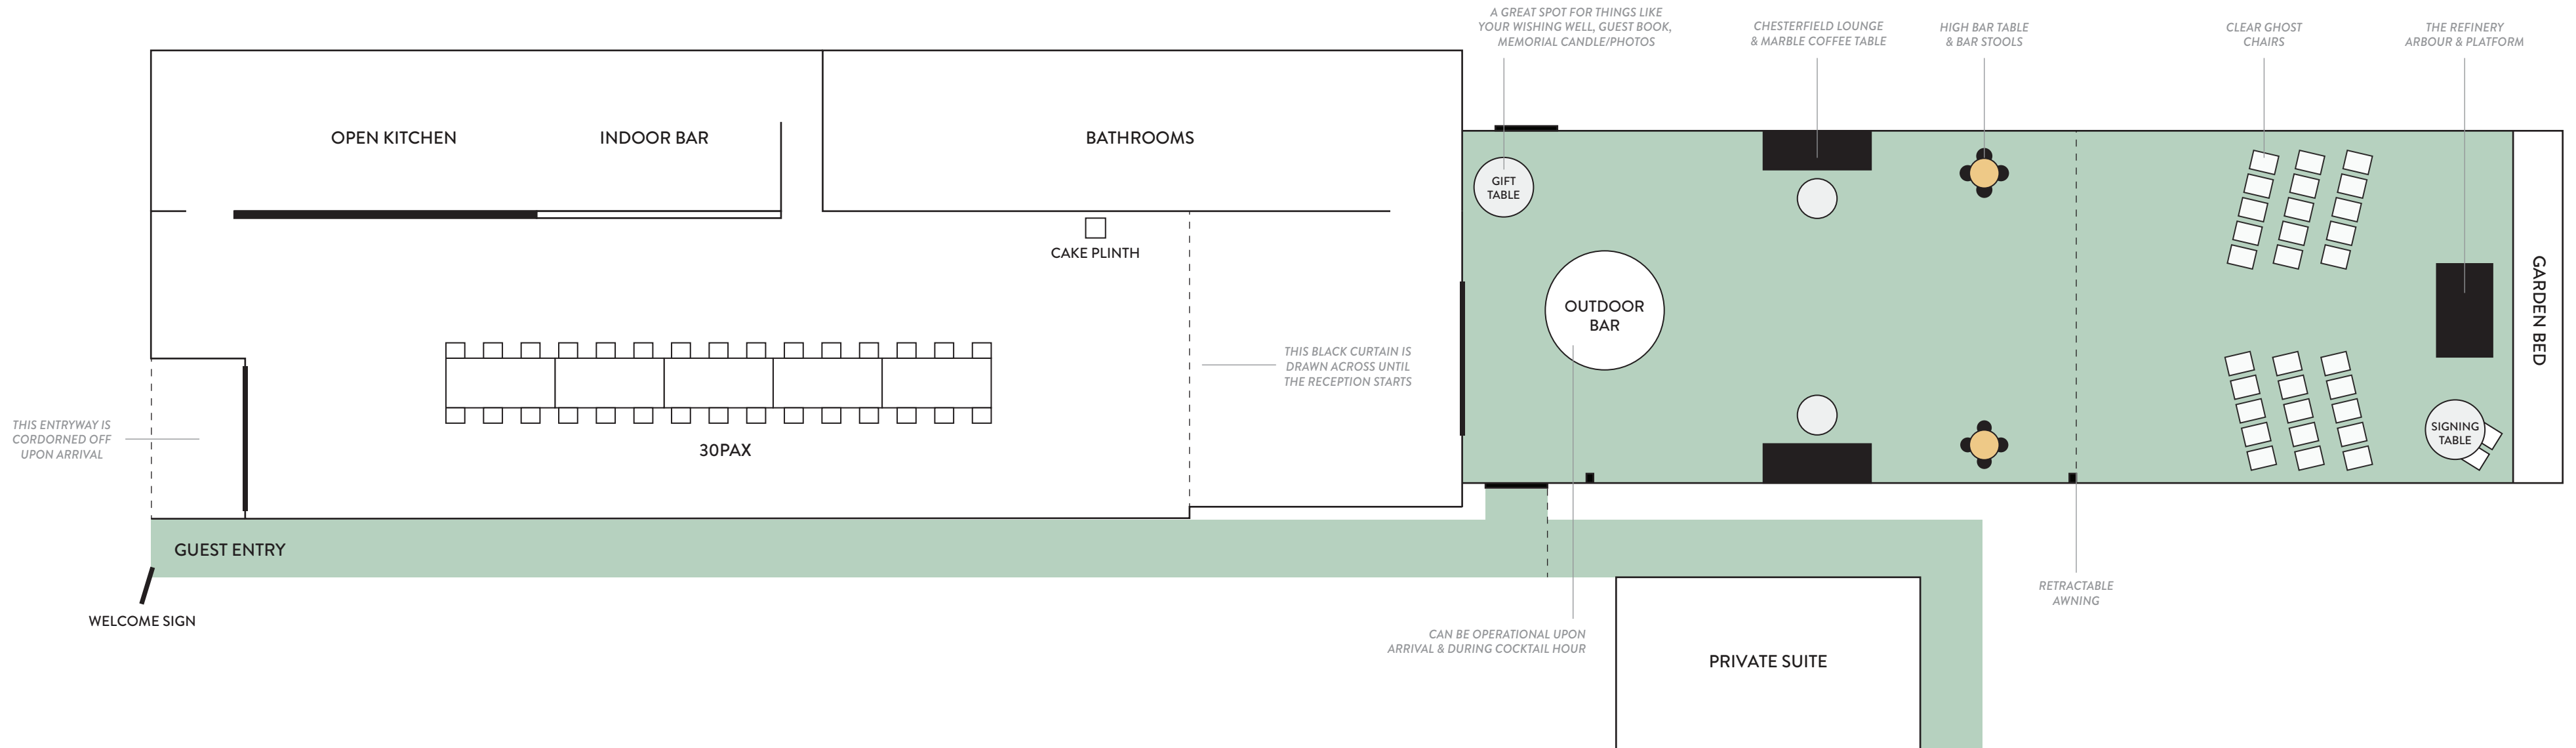 A GREAT SPOT FOR THINGS LIKE
YOUR WISHING WELL, GUEST BOOK,
MEMORIAL CANDLE/PHOTOS
CHESTERFIELD LOUNGE
& MARBLE COFFEE TABLE
HIGH BAR TABLE
& BAR STOOLS
CLEAR GHOST
CHAIRS
THE REFINERY
ARBOUR & PLATFORM
OPEN KITCHEN
INDOOR BAR
BATHROOMS
GIFT
TABLE
CAKE PLINTH
OUTDOOR
BAR
GARDEN BED
THIS BLACK CURTAIN IS
DRAWN ACROSS UNTIL
THE RECEPTION STARTS
THIS ENTRYWAY IS
CORDORNED OFF
UPON ARRIVAL
30PAX
SIGNING
TABLE
GUEST ENTRY
WELCOME SIGN
RETRACTABLE
AWNING
CAN BE OPERATIONAL UPON
ARRIVAL & DURING COCKTAIL HOUR
PRIVATE SUITE